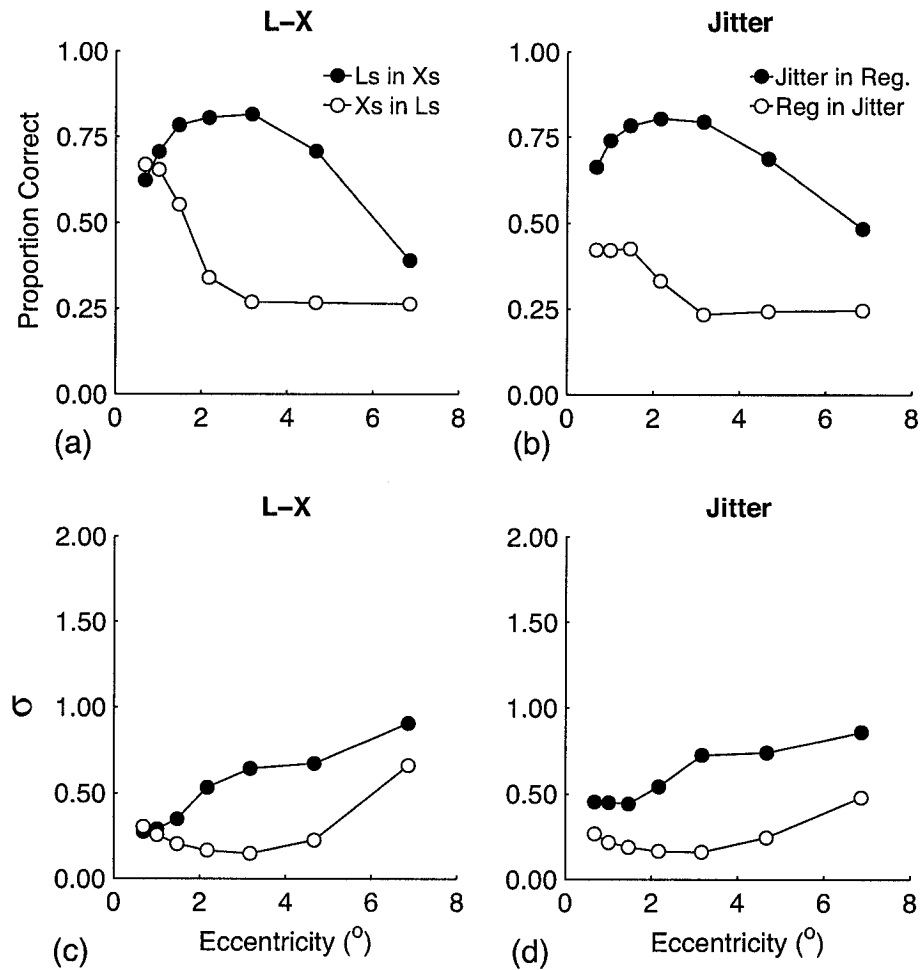 L–X
1.00
0.75
0.50
0.25
0.00
Proportion Correct
Ls in Xs
Xs in Ls
0 2 4 6 8
(a)
Jitter
1.00
0.75
0.50
0.25
0.00
Jitter in Reg.
Reg in Jitter
0 2 4 6 8
(b)
L–X
2.00
1.50
1.00
0.50
0.00
σ
0 2 4 6 8
Eccentricity (°)
(c)
Jitter
2.00
1.50
1.00
0.50
0.00
0 2 4 6 8
Eccentricity (°)
(d)